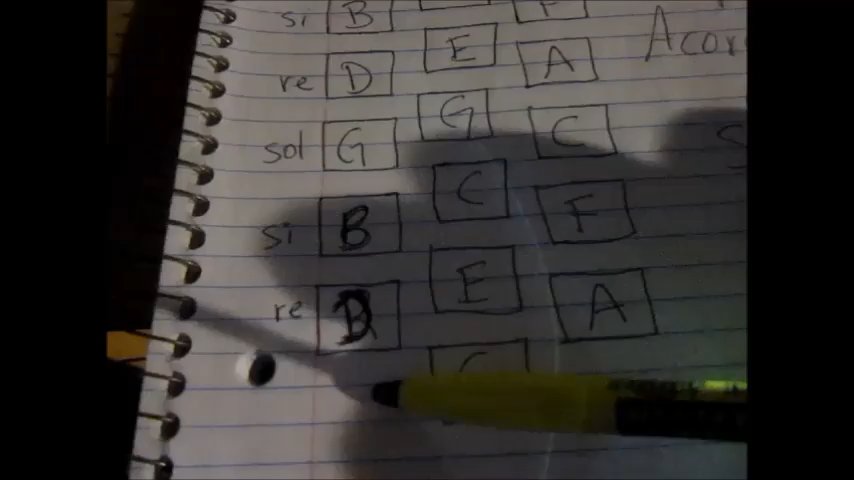 si B F
re D E A Acor
sol G G C
si B C F
re D E A